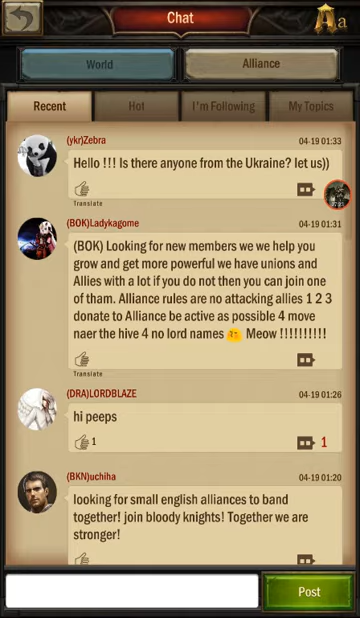 Chat
Aa
World
Alliance
Recent
Hot
I'm Following
My Topics
(ykr)Zebra
04-19 01:33
Hello !!! Is there anyone from the Ukraine? let us))
Translate
(BOK)Ladykagome
04-19 01:31
(BOK) Looking for new members we we help you
grow and get more powerful we have unions and
Allies with a lot if you do not then you can join one
of tham. Alliance rules are no attacking allies 1 2 3
donate to Alliance be active as possible 4 move
naer the hive 4 no lord names 🌞 Meow !!!!!!!!!!
Translate
(DRA)LORDBLAZE
04-19 01:26
hi peeps
1
1
(BKN)uchiha
04-19 01:20
looking for small english alliances to band
together! join bloody knights! Together we are
stronger!
Post